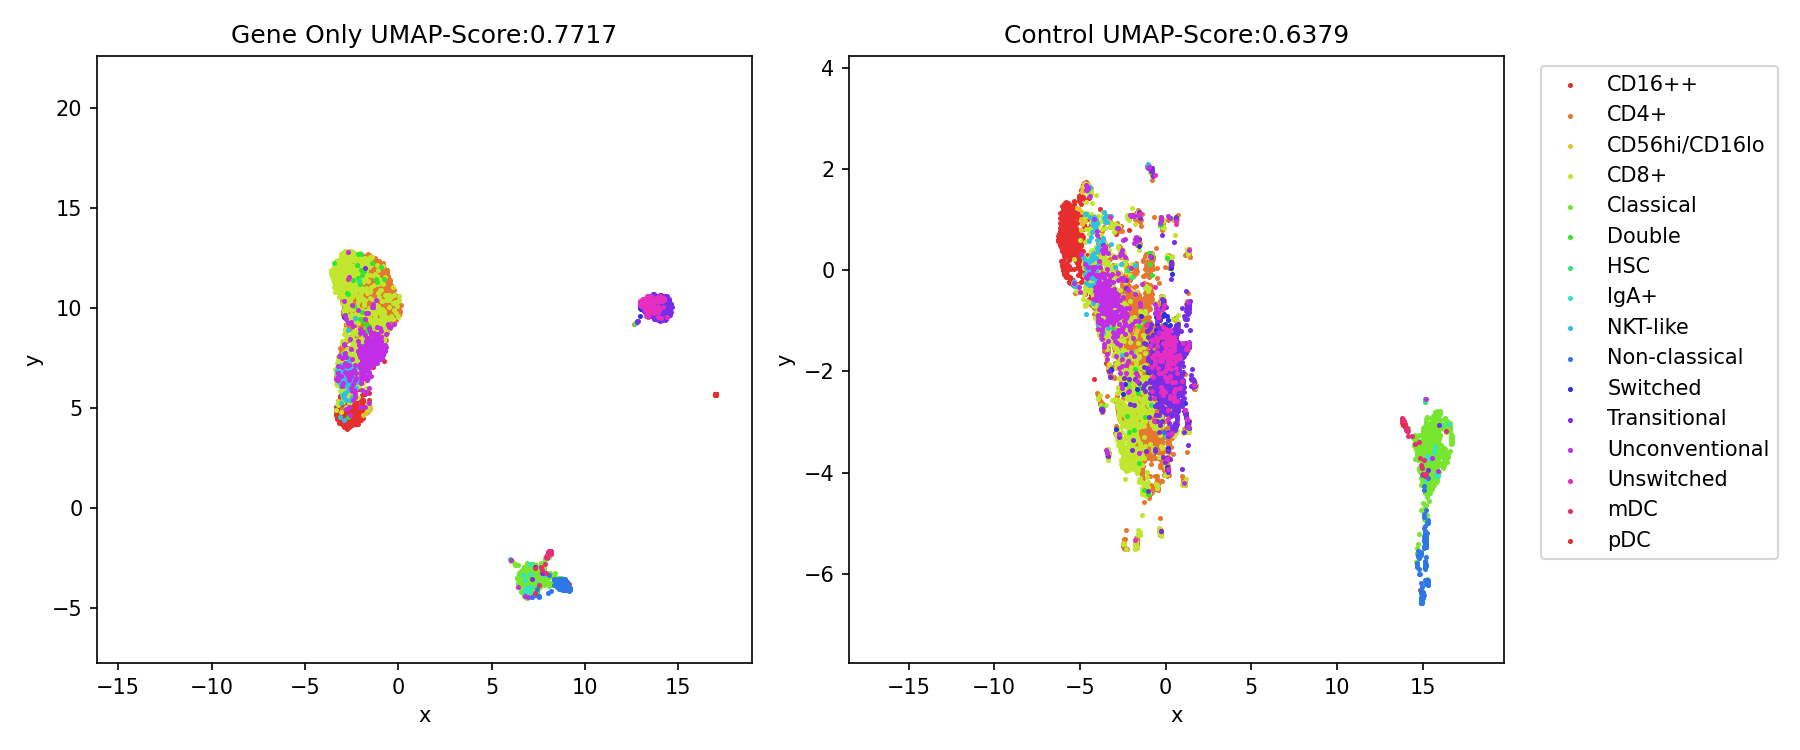 Gene Only UMAP-Score:0.7717
20
15
10
5
0
−5
y
−15
−10
−5
0
5
10
15
x
Control UMAP-Score:0.6379
4
2
0
−2
−4
−6
y
−15
−10
−5
0
5
10
15
x
CD16++
CD4+
CD56hi/CD16lo
CD8+
Classical
Double
HSC
IgA+
NKT-like
Non-classical
Switched
Transitional
Unconventional
Unswitched
mDC
pDC